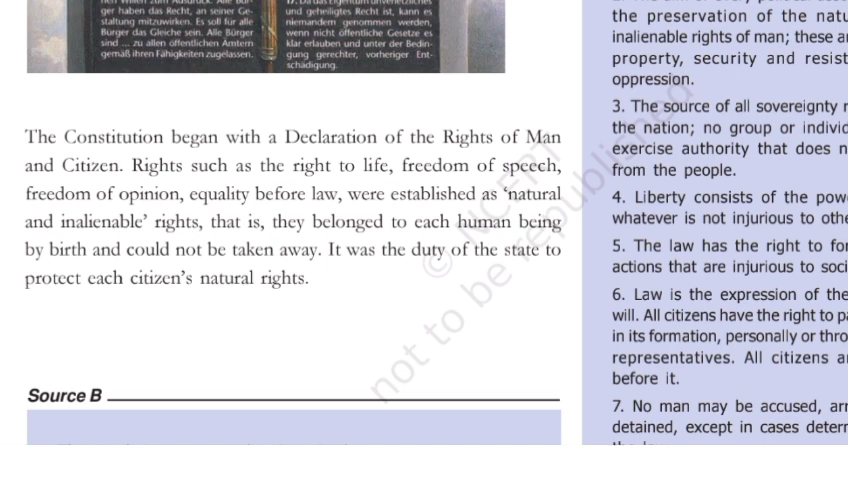 ger haben das Recht, an seiner Ge-
staltung mitzuwirken. Es soll für alle
Bürger das Gleiche sein. Alle Bürger
sind ... zu allen öffentlichen Ämtern
gemäß ihren Fähigkeiten zugelassen.
und geheiligtes Recht ist, kann es
niemandem genommen werden,
wenn nicht öffentliche Gesetze es
klar erlauben und unter der Bedin-
gung gerechter, vorheriger Ent-
schädigung.
The Constitution began with a Declaration of the Rights of Man
and Citizen. Rights such as the right to life, freedom of speech,
freedom of opinion, equality before law, were established as ‘natural
and inalienable’ rights, that is, they belonged to each human being
by birth and could not be taken away. It was the duty of the state to
protect each citizen’s natural rights.
Source B
the preservation of the natu
inalienable rights of man; these a
property, security and resist
oppression.
3. The source of all sovereignty r
the nation; no group or individ
exercise authority that does n
from the people.
4. Liberty consists of the pow
whatever is not injurious to othe
5. The law has the right to for
actions that are injurious to soci
6. Law is the expression of the
will. All citizens have the right to pa
in its formation, personally or thro
representatives. All citizens a
before it.
7. No man may be accused, arr
detained, except in cases determ
© NCERT
not to be republished